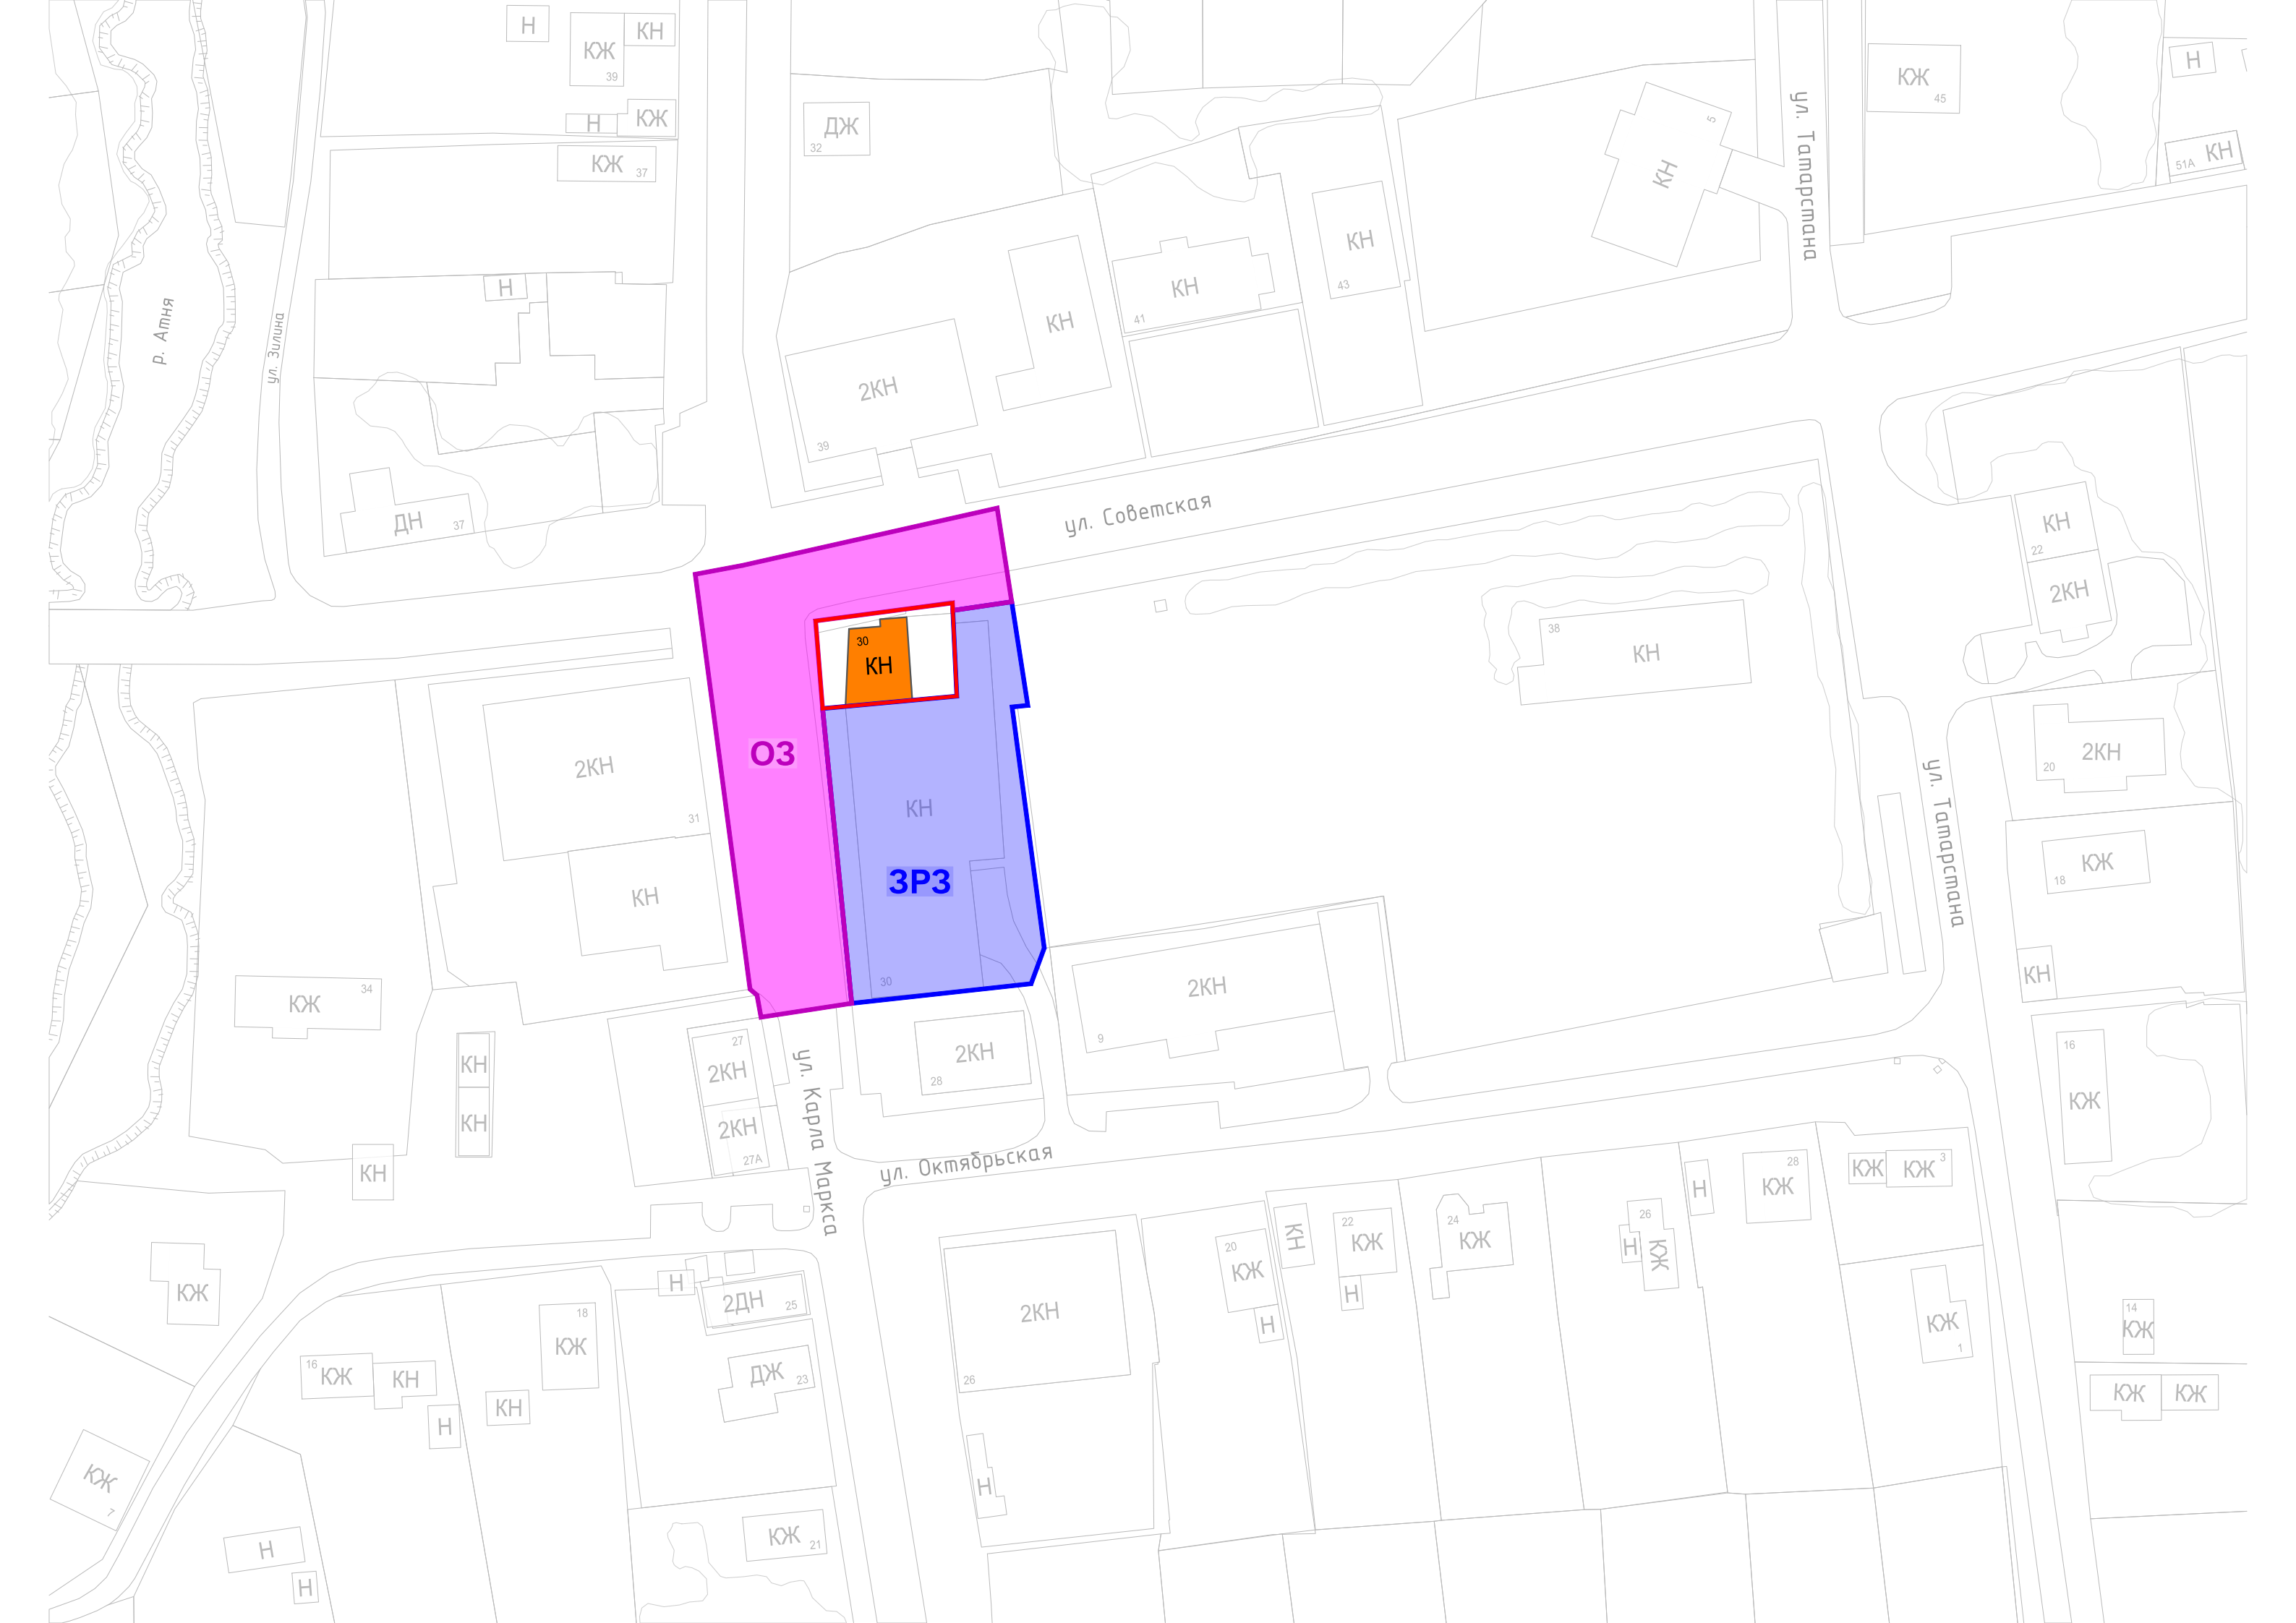 Н
КЖ
39
КН
Н
КЖ
КЖ 37
ДЖ
32
КН
5
ул. Татарстана
КЖ
45
Н
51А КН
р. Атня
ул. Зилина
Н
2КН
39
КН
КН
41
КН
43
ДН 37
ул. Советская
КН
22
2КН
38
КН
30
КН
ОЗ
КН
ЗРЗ
30
2КН
31
КН
2КН
20
ул. Татарстана
КЖ
18
КН
КЖ 34
КН
КН
КН
27
2КН
2КН
27А
ул. Карла Маркса
2КН
28
2КН
9
ул. Октябрьская
16
КЖ
КЖ
Н
2ДН 25
ДЖ 23
18
КЖ
16
КЖ
КН
Н
КН
КЖ
7
Н
Н
КЖ 21
2КН
26
Н
20
КЖ
Н
КН
22
КЖ
Н
24
КЖ
26
Н
КЖ
Н
28
КЖ
КЖ
КЖ 3
КЖ
1
14
КЖ
КЖ
КЖ